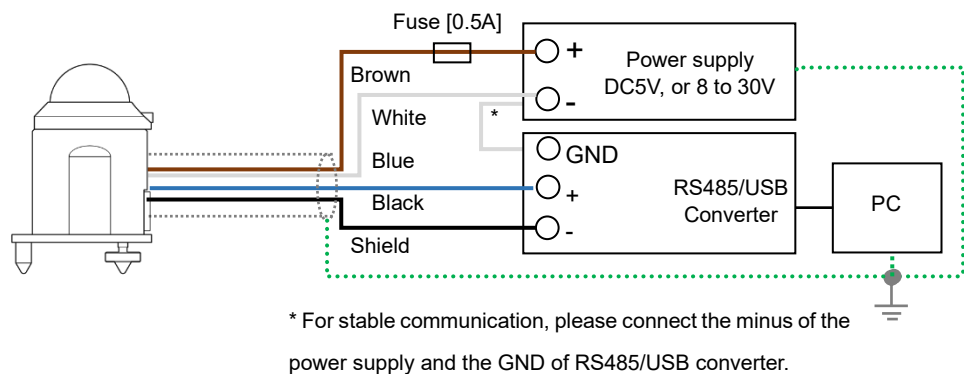 Fuse [0.5A]
+
Power supply
DC5V, or 8 to 30V
Brown
-
*
White
GND
Blue
+
RS485/USB
Converter
PC
Black
-
Shield
* For stable communication, please connect the minus of the
power supply and the GND of RS485/USB converter.